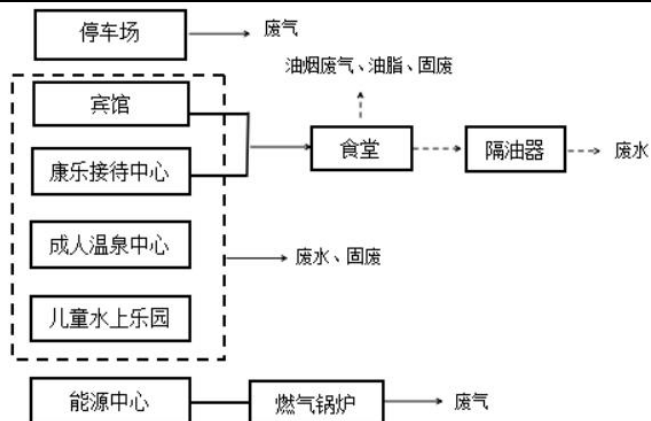 停车场
废气
油烟废气、油脂、固废
宾馆
食堂
隔油器
废水
康乐接待中心
成人温泉中心
废水、固废
儿童水上乐园
能源中心
燃气锅炉
废气